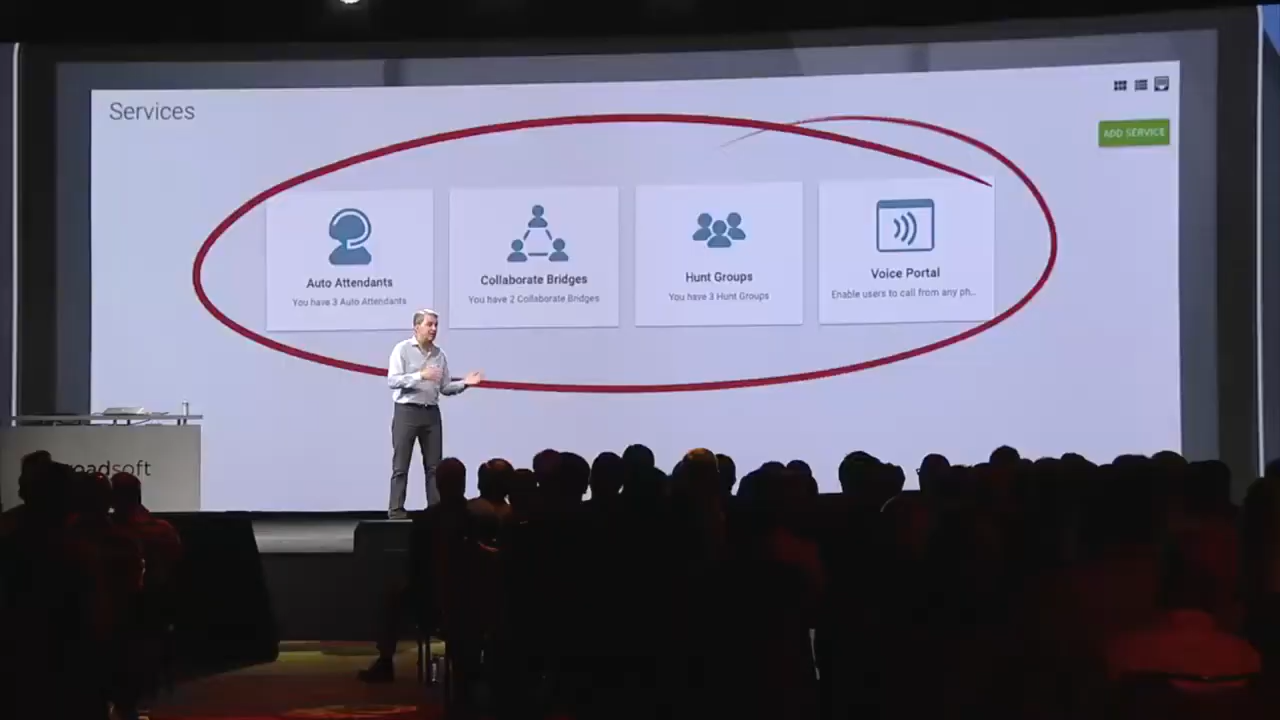 Services
ADD SERVICE
Auto Attendants
You have 3 Auto Attendants
Collaborate Bridges
You have 2 Collaborate Bridges
Hunt Groups
You have 3 Hunt Groups
Voice Portal
Enable users to call from any ph...
oadsoft